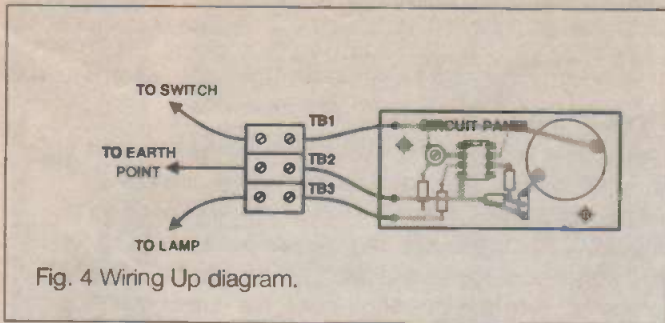 TO SWITCH
TB1
CIRCUIT PANEL
TO EARTH
POINT
TB2
TB3
TO LAMP
Fig. 4 Wiring Up diagram.